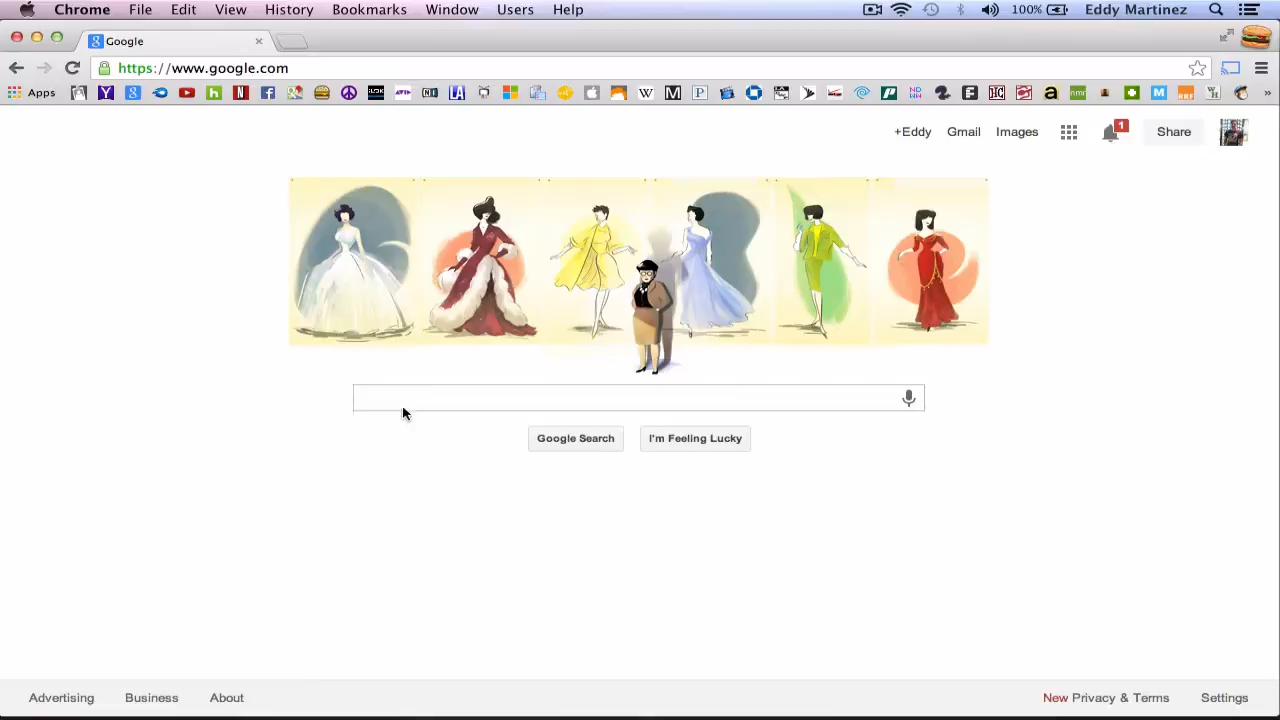 Chrome File Edit View History Bookmarks Window Users Help 100% Eddy Martinez
Google
https://www.google.com
Apps
+Eddy Gmail Images 1 Share
Google Search I'm Feeling Lucky
Advertising Business About New Privacy & Terms Settings